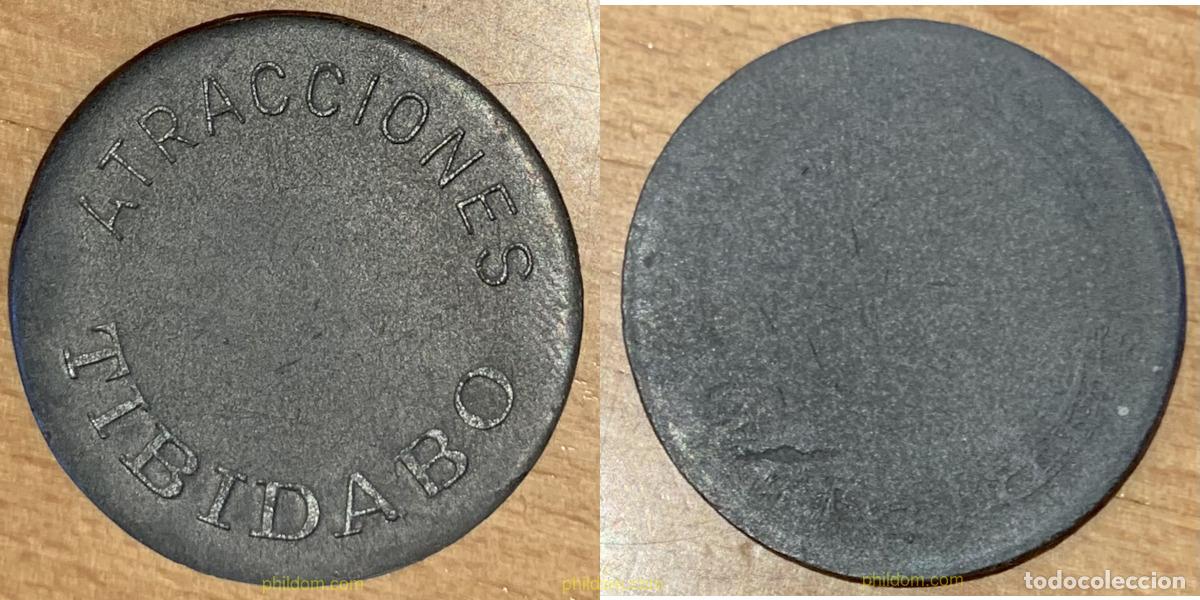 ATRACCIONES
TIBIDABO
phildom.com
phildom.com
phildom.com
todocoleccion